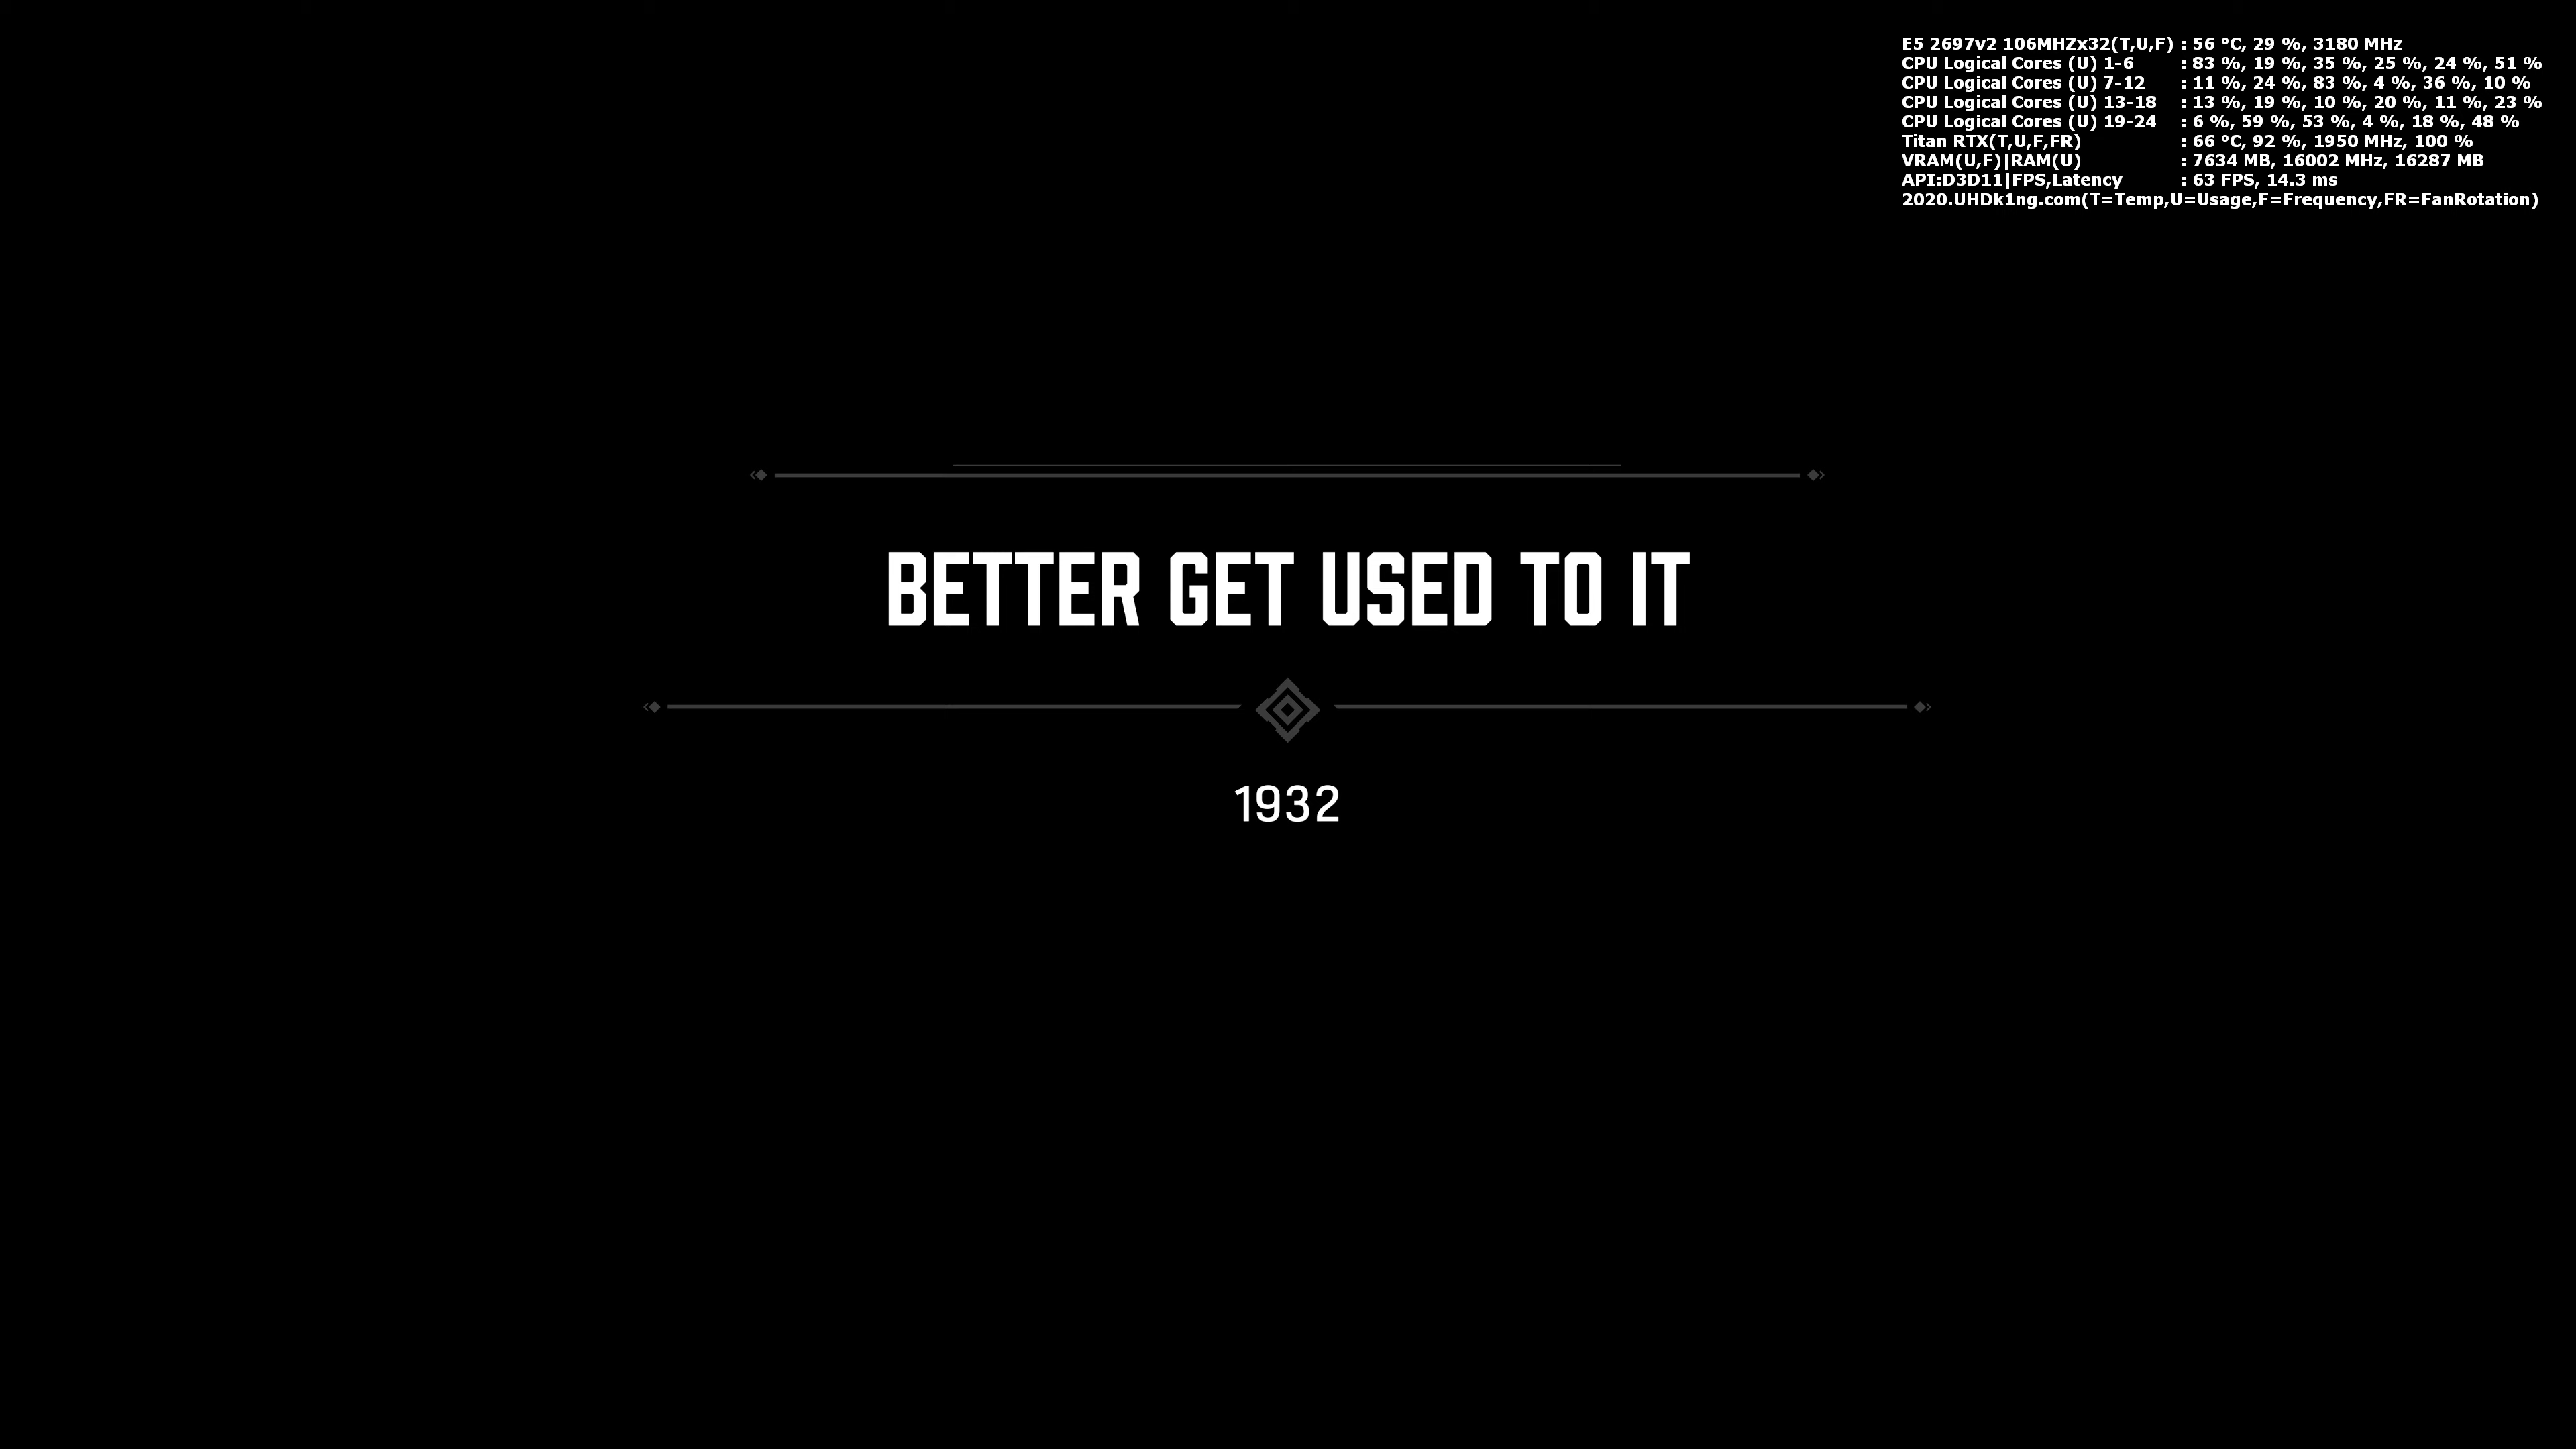 E5 2697v2 106MHZx32(T,U,F) : 56 °C, 29 %, 3180 MHz
CPU Logical Cores (U) 1-6 : 83 %, 19 %, 35 %, 25 %, 24 %, 51 %
CPU Logical Cores (U) 7-12 : 11 %, 24 %, 83 %, 4 %, 36 %, 10 %
CPU Logical Cores (U) 13-18 : 13 %, 19 %, 10 %, 20 %, 11 %, 23 %
CPU Logical Cores (U) 19-24 : 6 %, 59 %, 53 %, 4 %, 18 %, 48 %
Titan RTX(T,U,F,FR) : 66 °C, 92 %, 1950 MHz, 100 %
VRAM(U,F)|RAM(U) : 7634 MB, 16002 MHz, 16287 MB
API:D3D11|FPS,Latency : 63 FPS, 14.3 ms
2020.UHDk1ng.com(T=Temp,U=Usage,F=Frequency,FR=FanRotation)
BETTER GET USED TO IT
1932